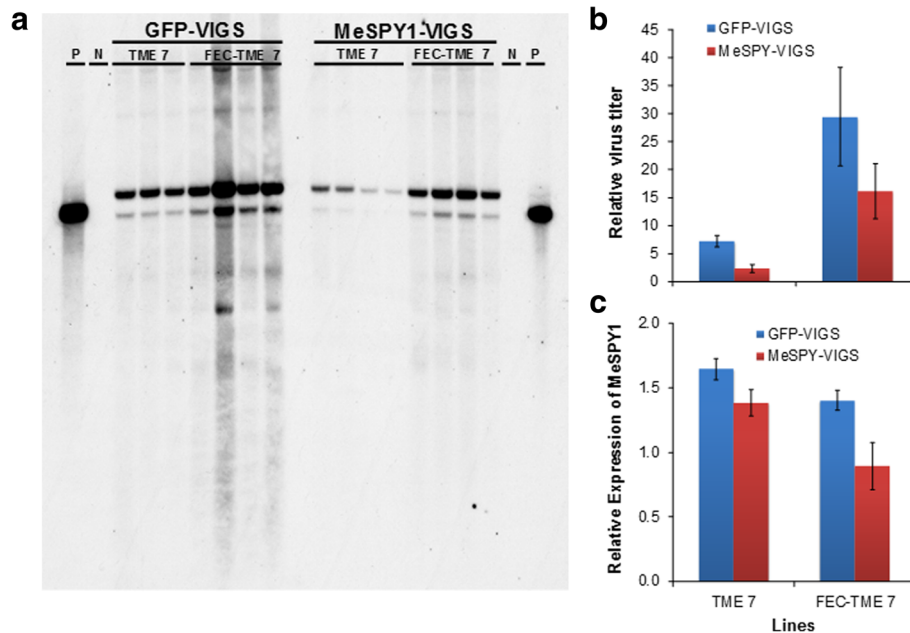 a
GFP-VIGS MeSPY1-VIGS
P N TME 7 FEC-TME 7 TME 7 FEC-TME 7 N P
b
GFP-VIGS
MeSPY-VIGS
Relative virus titer
45
40
35
30
25
20
15
10
5
0
c
GFP-VIGS
MeSPY-VIGS
Relative Expression of MeSPY1
2.0
1.5
1.0
0.5
0.0
TME 7 FEC-TME 7
Lines